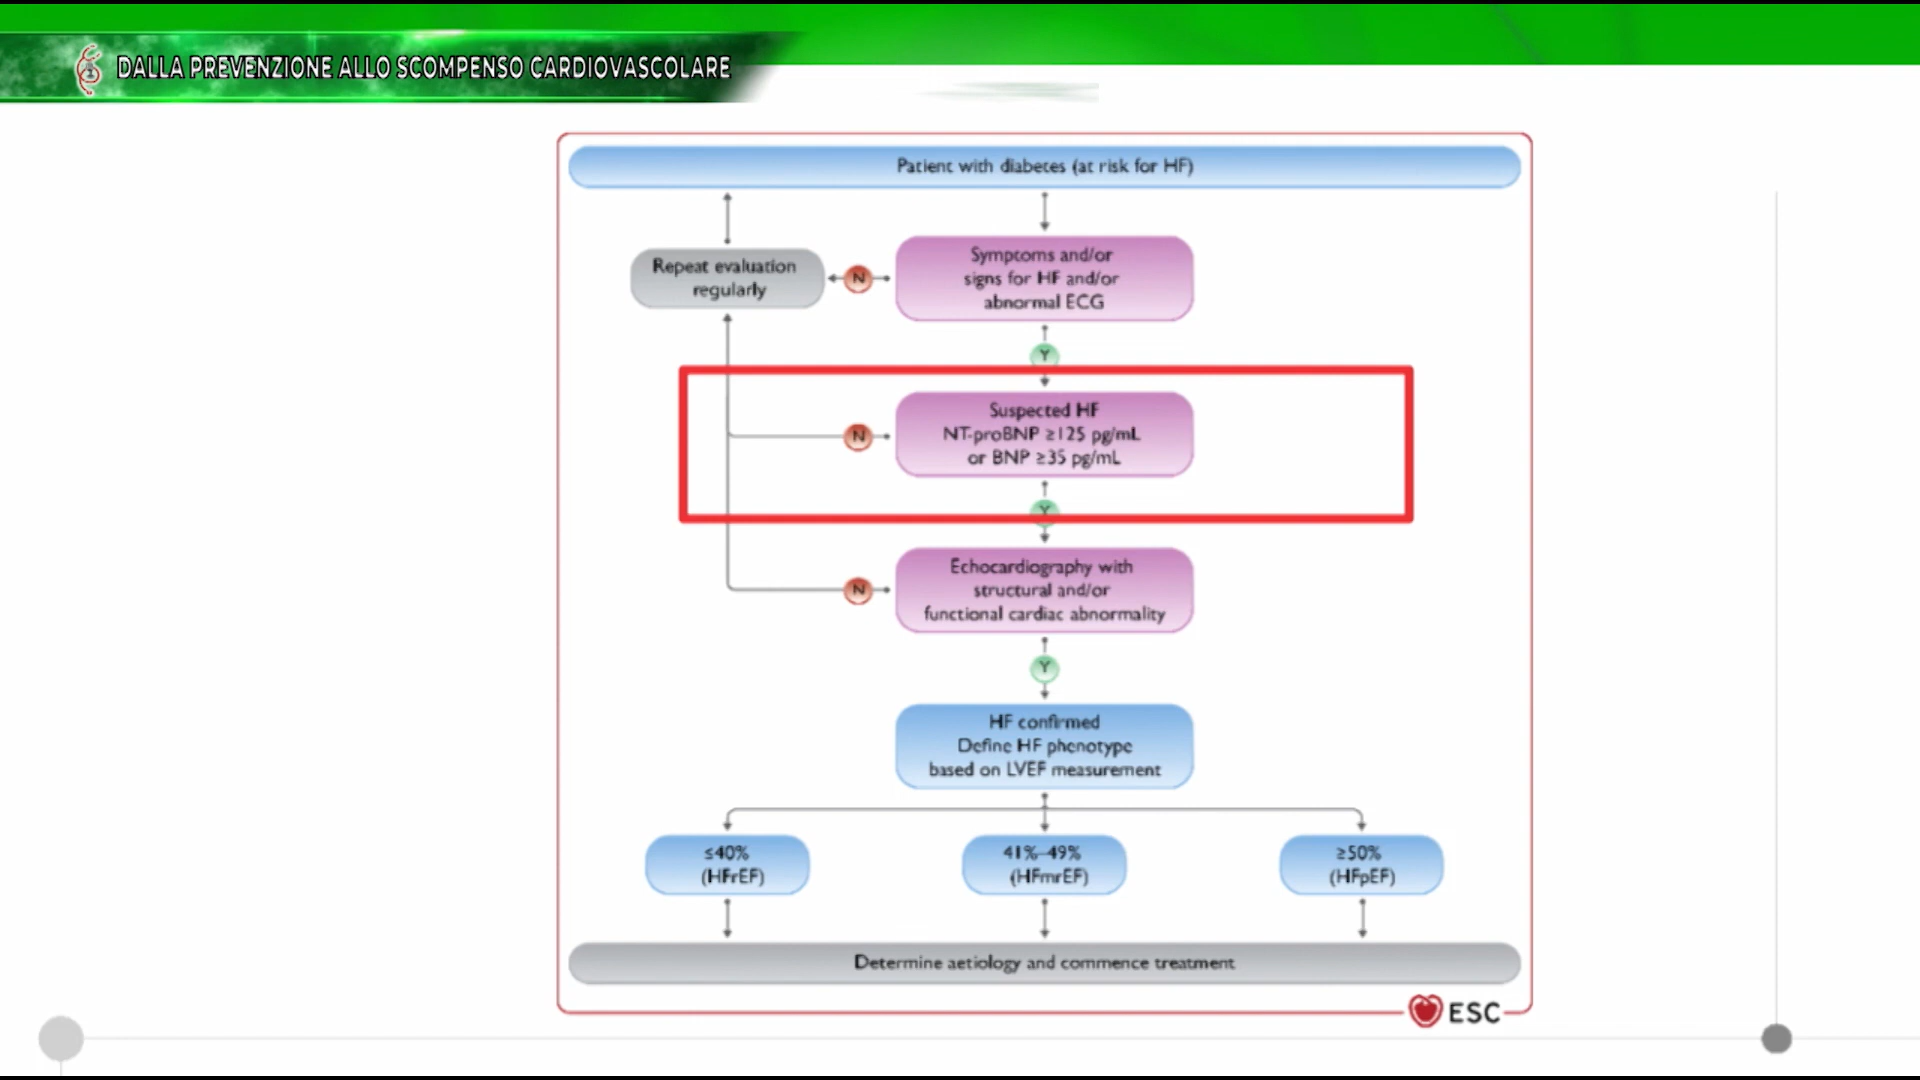 DALLA PREVENZIONE ALLO SCOMPENSO CARDIOVASCOLARE
Patient with diabetes (at risk for HF)
Repeat evaluation
regularly
N
Symptoms and/or
signs for HF and/or
abnormal ECG
Y
N
Suspected HF
NT-proBNP ≥125 pg/mL
or BNP ≥35 pg/mL
Y
N
Echocardiography with
structural and/or
functional cardiac abnormality
Y
HF confirmed
Define HF phenotype
based on LVEF measurement
≤40%
(HFrEF)
41%–49%
(HFmrEF)
≥50%
(HFpEF)
Determine aetiology and commence treatment
ESC